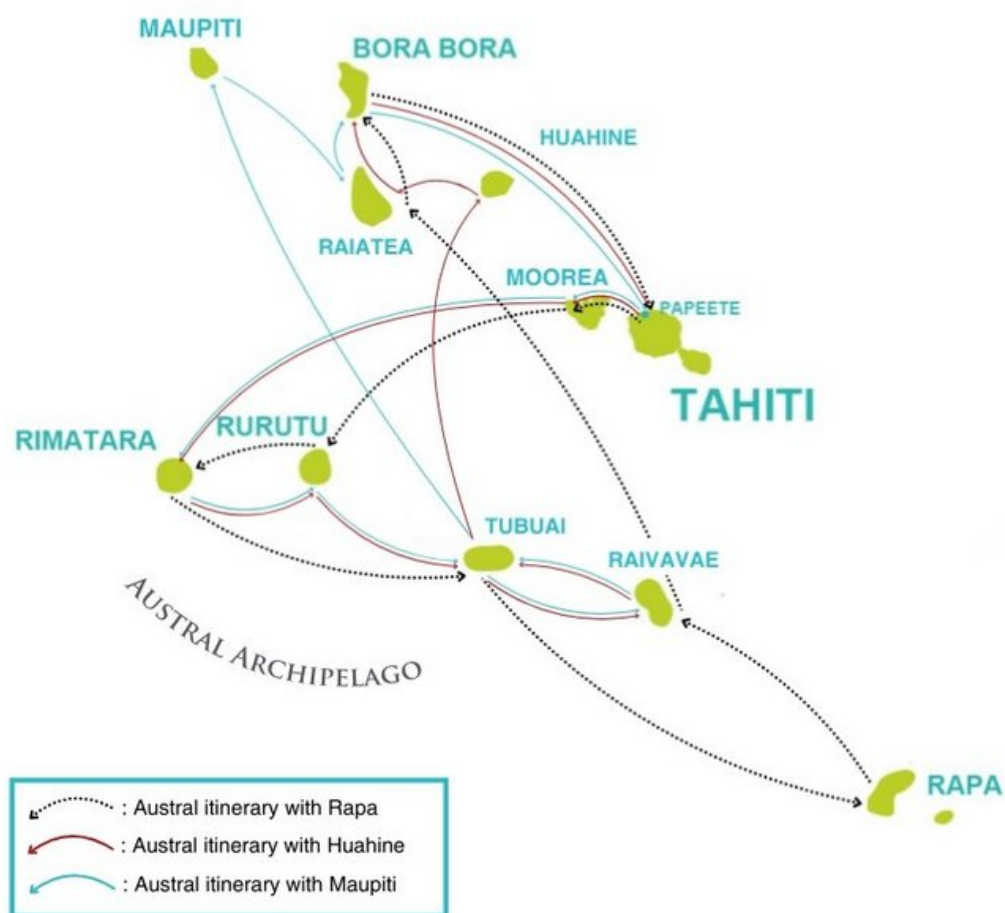 MAUPITI
BORA BORA
HUAHINE
RAIATEA
MOOREA
PAPEETE
TAHITI
RIMATARA
RURUTU
TUBUAI
RAIVAVAE
AUSTRAL ARCHIPELAGO
RAPA
: Austral itinerary with Rapa
: Austral itinerary with Huahine
: Austral itinerary with Maupiti